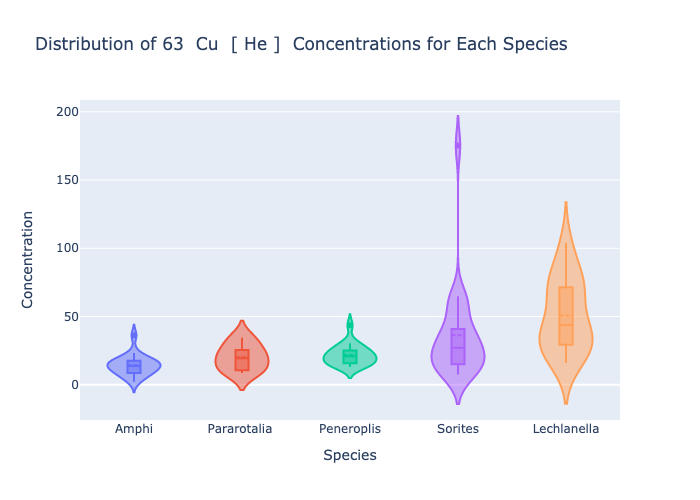 Distribution of 63 Cu [ He ] Concentrations for Each Species
200
150
100
50
0
Concentration
Amphi Pararotalia Peneroplis Sorites Lechlanella
Species